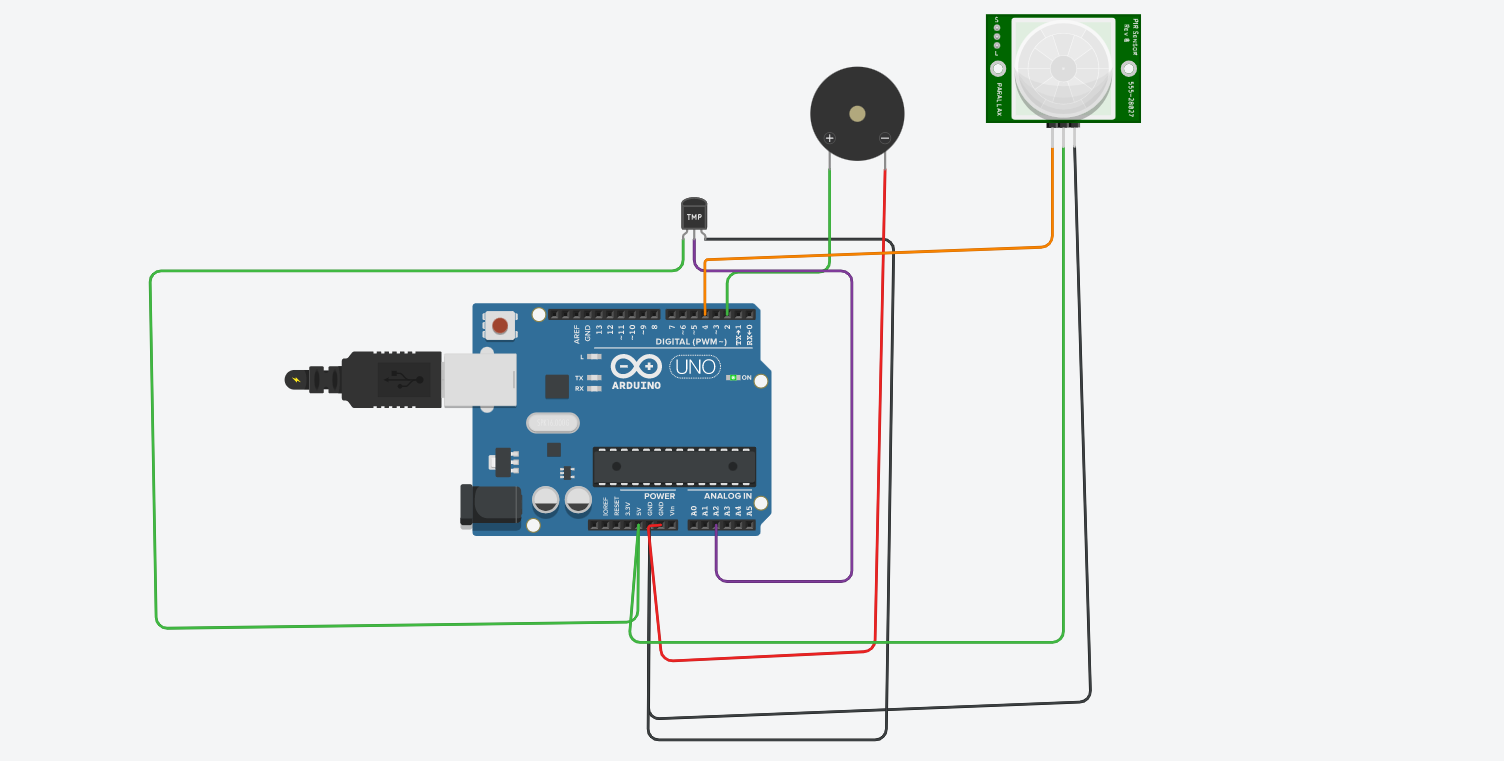 S
L
PIR Sensor
Rev B
PARALLAX
555-28027
+
−
TMP
AREF
GND
13
12
~11
~10
~9
8
7
~6
~5
4
~3
2
TX→1
RX←0
DIGITAL (PWM~)
L
TX
RX
ARDUINO
UNO
ON
POWER
ANALOG IN
IOREF
RESET
3.3V
5V
GND
GND
Vin
A0
A1
A2
A3
A4
A5